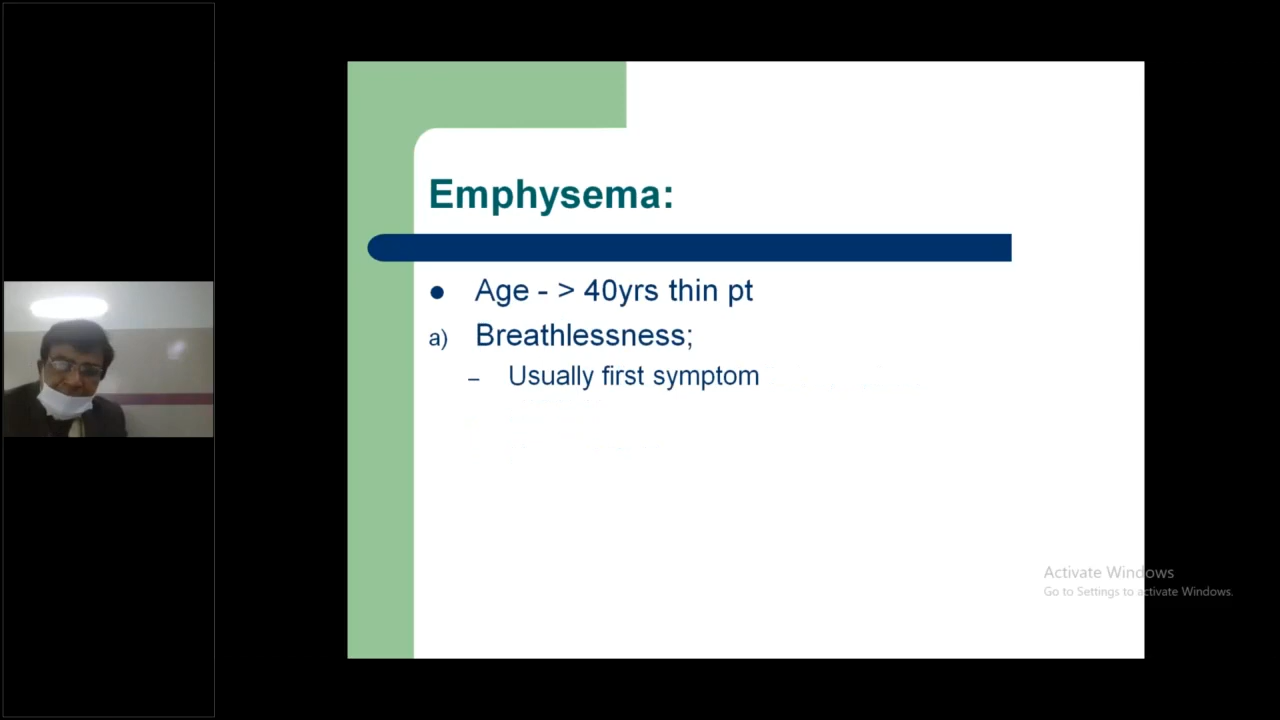 Emphysema:
● Age - > 40yrs thin pt
a) Breathlessness;
– Usually first symptom
Activate Windows
Go to Settings to activate Windows.